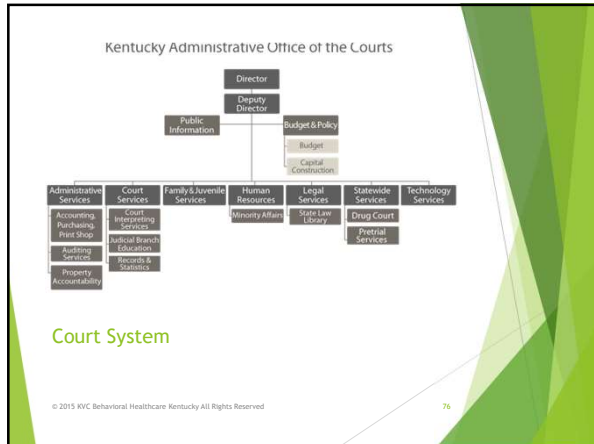 Kentucky Administrative Office of the Courts
Director
Deputy
Director
Public
Information
Budget & Policy
Budget
Capital
Construction
Administrative
Services
Court
Services
Family & Juvenile
Services
Human
Resources
Legal
Services
Statewide
Services
Technology
Services
Accounting,
Purchasing,
Print Shop
Auditing
Services
Property
Accountability
Court
Interpreting
Services
Judicial Branch
Education
Records &
Statistics
Minority Affairs
State Law
Library
Drug Court
Pretrial
Services
Court System
© 2015 KVC Behavioral Healthcare Kentucky All Rights Reserved
76